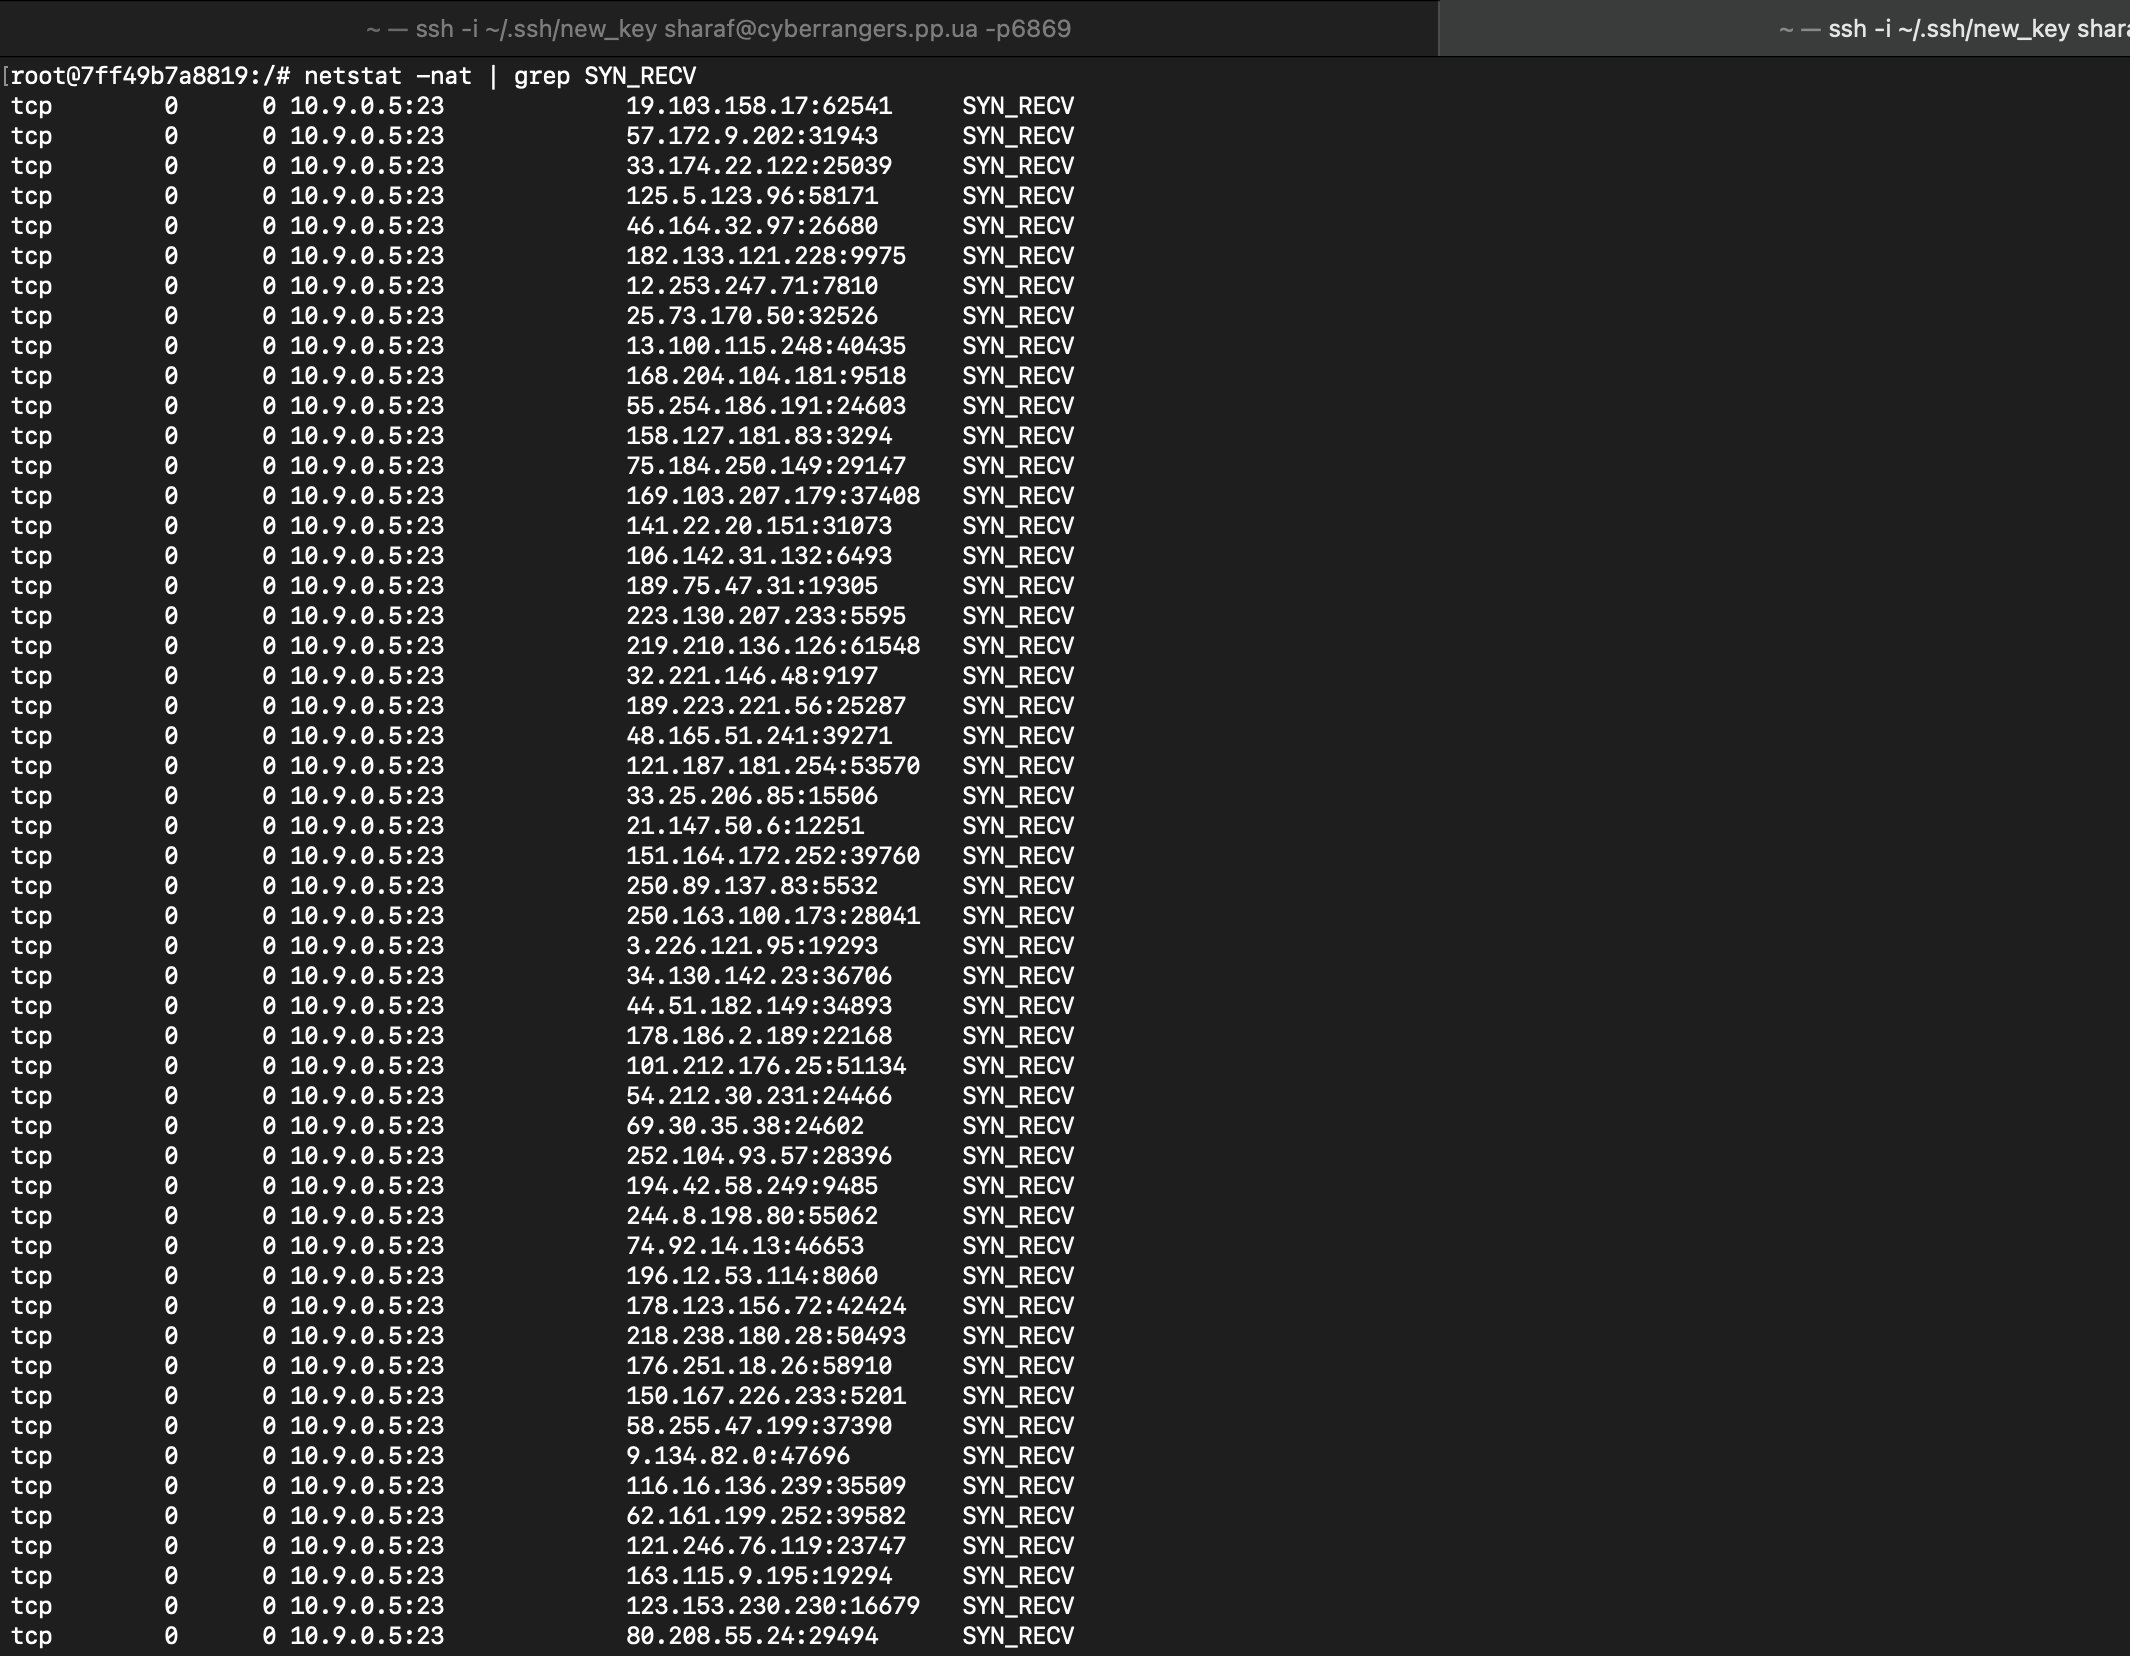 ~ — ssh -i ~/.ssh/new_key sharaf@cyberrangers.pp.ua -p6869
~ — ssh -i ~/.ssh/new_key shara
[root@7ff49b7a8819:/# netstat -nat | grep SYN_RECV
tcp        0      0 10.9.0.5:23             19.103.158.17:62541     SYN_RECV
tcp        0      0 10.9.0.5:23             57.172.9.202:31943      SYN_RECV
tcp        0      0 10.9.0.5:23             33.174.22.122:25039     SYN_RECV
tcp        0      0 10.9.0.5:23             125.5.123.96:58171      SYN_RECV
tcp        0      0 10.9.0.5:23             46.164.32.97:26680      SYN_RECV
tcp        0      0 10.9.0.5:23             182.133.121.228:9975    SYN_RECV
tcp        0      0 10.9.0.5:23             12.253.247.71:7810      SYN_RECV
tcp        0      0 10.9.0.5:23             25.73.170.50:32526      SYN_RECV
tcp        0      0 10.9.0.5:23             13.100.115.248:40435    SYN_RECV
tcp        0      0 10.9.0.5:23             168.204.104.181:9518    SYN_RECV
tcp        0      0 10.9.0.5:23             55.254.186.191:24603    SYN_RECV
tcp        0      0 10.9.0.5:23             158.127.181.83:3294     SYN_RECV
tcp        0      0 10.9.0.5:23             75.184.250.149:29147    SYN_RECV
tcp        0      0 10.9.0.5:23             169.103.207.179:37408   SYN_RECV
tcp        0      0 10.9.0.5:23             141.22.20.151:31073     SYN_RECV
tcp        0      0 10.9.0.5:23             106.142.31.132:6493     SYN_RECV
tcp        0      0 10.9.0.5:23             189.75.47.31:19305      SYN_RECV
tcp        0      0 10.9.0.5:23             223.130.207.233:5595    SYN_RECV
tcp        0      0 10.9.0.5:23             219.210.136.126:61548   SYN_RECV
tcp        0      0 10.9.0.5:23             32.221.146.48:9197      SYN_RECV
tcp        0      0 10.9.0.5:23             189.223.221.56:25287    SYN_RECV
tcp        0      0 10.9.0.5:23             48.165.51.241:39271     SYN_RECV
tcp        0      0 10.9.0.5:23             121.187.181.254:53570   SYN_RECV
tcp        0      0 10.9.0.5:23             33.25.206.85:15506      SYN_RECV
tcp        0      0 10.9.0.5:23             21.147.50.6:12251       SYN_RECV
tcp        0      0 10.9.0.5:23             151.164.172.252:39760   SYN_RECV
tcp        0      0 10.9.0.5:23             250.89.137.83:5532      SYN_RECV
tcp        0      0 10.9.0.5:23             250.163.100.173:28041   SYN_RECV
tcp        0      0 10.9.0.5:23             3.226.121.95:19293      SYN_RECV
tcp        0      0 10.9.0.5:23             34.130.142.23:36706     SYN_RECV
tcp        0      0 10.9.0.5:23             44.51.182.149:34893     SYN_RECV
tcp        0      0 10.9.0.5:23             178.186.2.189:22168     SYN_RECV
tcp        0      0 10.9.0.5:23             101.212.176.25:51134    SYN_RECV
tcp        0      0 10.9.0.5:23             54.212.30.231:24466     SYN_RECV
tcp        0      0 10.9.0.5:23             69.30.35.38:24602       SYN_RECV
tcp        0      0 10.9.0.5:23             252.104.93.57:28396     SYN_RECV
tcp        0      0 10.9.0.5:23             194.42.58.249:9485      SYN_RECV
tcp        0      0 10.9.0.5:23             244.8.198.80:55062      SYN_RECV
tcp        0      0 10.9.0.5:23             74.92.14.13:46653       SYN_RECV
tcp        0      0 10.9.0.5:23             196.12.53.114:8060      SYN_RECV
tcp        0      0 10.9.0.5:23             178.123.156.72:42424    SYN_RECV
tcp        0      0 10.9.0.5:23             218.238.180.28:50493    SYN_RECV
tcp        0      0 10.9.0.5:23             176.251.18.26:58910     SYN_RECV
tcp        0      0 10.9.0.5:23             150.167.226.233:5201    SYN_RECV
tcp        0      0 10.9.0.5:23             58.255.47.199:37390     SYN_RECV
tcp        0      0 10.9.0.5:23             9.134.82.0:47696        SYN_RECV
tcp        0      0 10.9.0.5:23             116.16.136.239:35509    SYN_RECV
tcp        0      0 10.9.0.5:23             62.161.199.252:39582    SYN_RECV
tcp        0      0 10.9.0.5:23             121.246.76.119:23747    SYN_RECV
tcp        0      0 10.9.0.5:23             163.115.9.195:19294     SYN_RECV
tcp        0      0 10.9.0.5:23             123.153.230.230:16679   SYN_RECV
tcp        0      0 10.9.0.5:23             80.208.55.24:29494      SYN_RECV